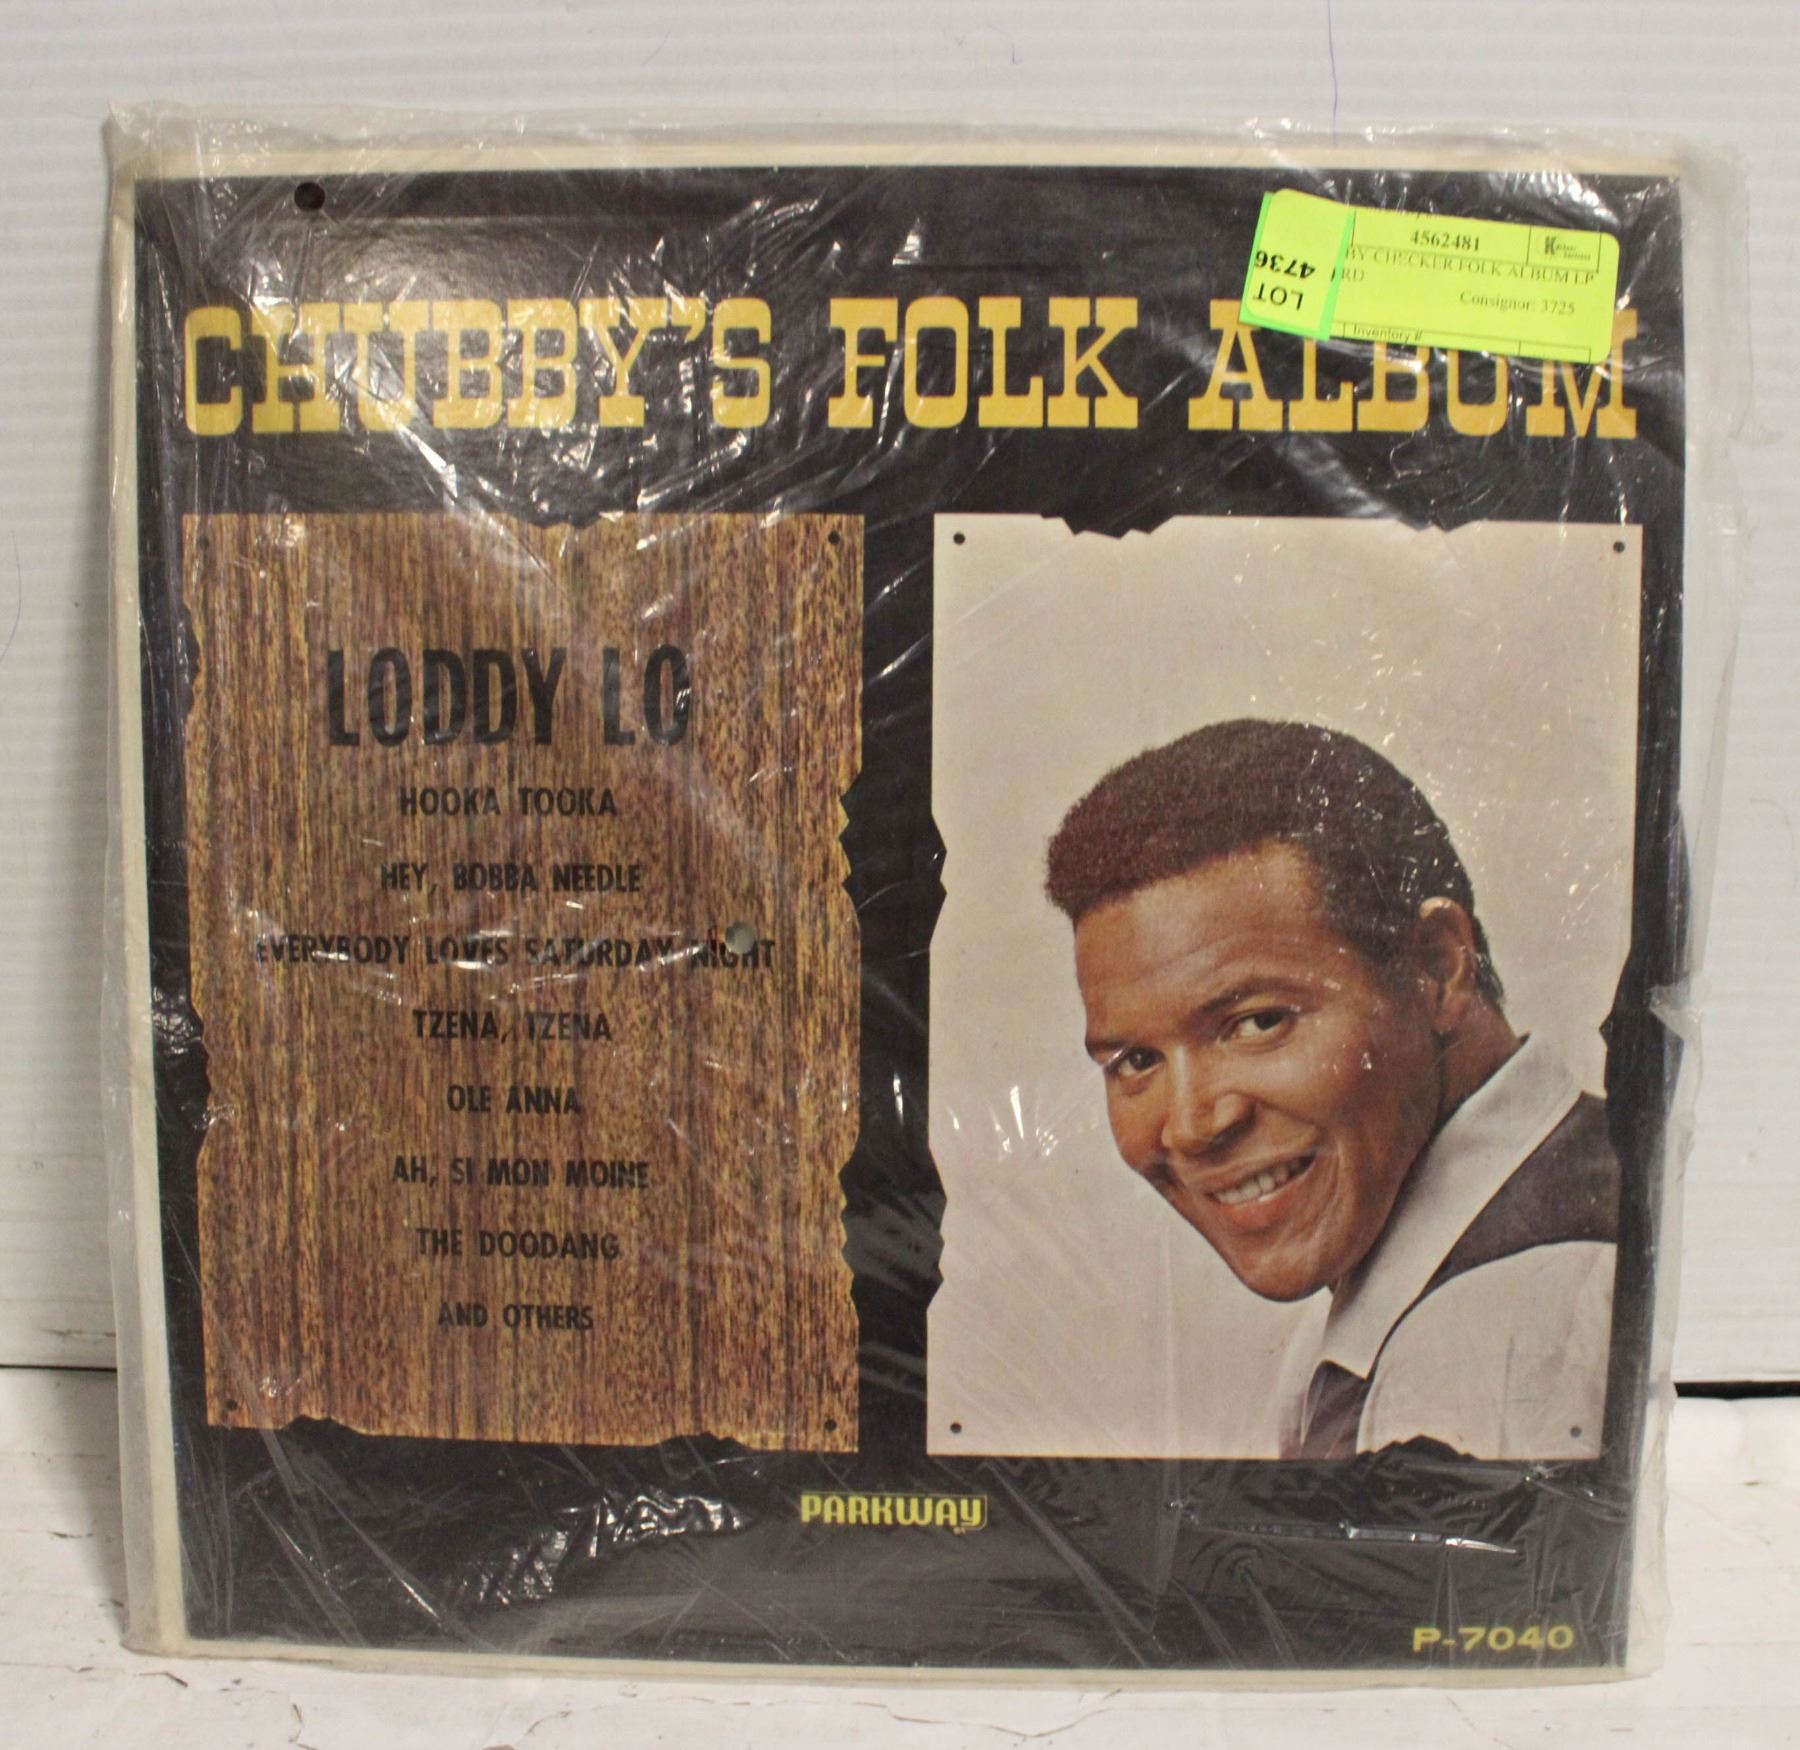 4562481
BY CHECKER FOLK ALBUM LP
RD
Consignor: 3725
Inventory #
LOT
4736
CHUBBY'S FOLK ALBUM
LODDY LO
HOOKA TOOKA
HEY, BOBBA NEEDLE
EVERYBODY LOVES SATURDAY NIGHT
TZENA, TZENA
OLE ANNA
AH, SI MON MOINE
THE DOODANG
AND OTHERS
PARKWAY
P-7040